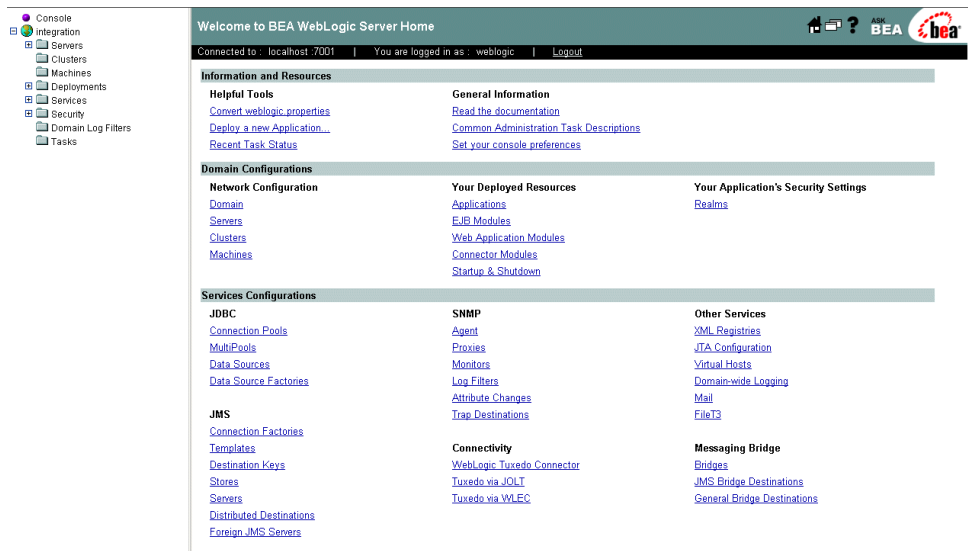 Console
integration
Servers
Clusters
Machines
Deployments
Services
Security
Domain Log Filters
Tasks
Welcome to BEA WebLogic Server Home
? ASK BEA bea
Connected to : localhost :7001 | You are logged in as : weblogic | Logout
Information and Resources
Helpful Tools
Convert weblogic.properties
Deploy a new Application...
Recent Task Status
General Information
Read the documentation
Common Administration Task Descriptions
Set your console preferences
Domain Configurations
Network Configuration
Domain
Servers
Clusters
Machines
Your Deployed Resources
Applications
EJB Modules
Web Application Modules
Connector Modules
Startup & Shutdown
Your Application's Security Settings
Realms
Services Configurations
JDBC
Connection Pools
MultiPools
Data Sources
Data Source Factories
SNMP
Agent
Proxies
Monitors
Log Filters
Attribute Changes
Trap Destinations
Other Services
XML Registries
JTA Configuration
Virtual Hosts
Domain-wide Logging
Mail
FileT3
JMS
Connection Factories
Templates
Destination Keys
Stores
Servers
Distributed Destinations
Foreign JMS Servers
Connectivity
WebLogic Tuxedo Connector
Tuxedo via JOLT
Tuxedo via WLEC
Messaging Bridge
Bridges
JMS Bridge Destinations
General Bridge Destinations